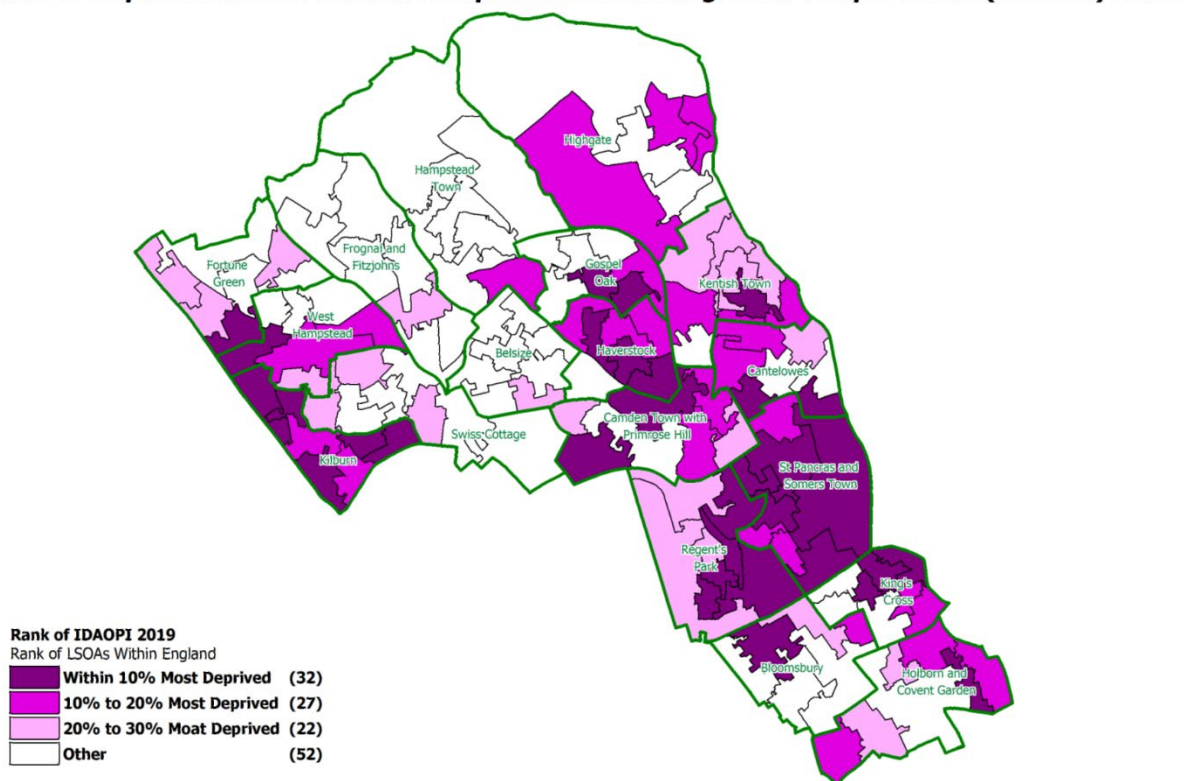 Highgate
Hampstead
Town
Frognal and
Fitzjohns
Fortune
Green
Gospel
Oak
Kentish Town
West
Hampstead
Belsize
Haverstock
Cantelowes
Camden Town with
Primrose Hill
Swiss Cottage
Kilburn
St Pancras and
Somers Town
Regent's
Park
King's
Cross
Bloomsbury
Holborn and
Covent Garden
Rank of IDAOPI 2019
Rank of LSOAs Within England
Within 10% Most Deprived (32)
10% to 20% Most Deprived (27)
20% to 30% Moat Deprived (22)
Other (52)